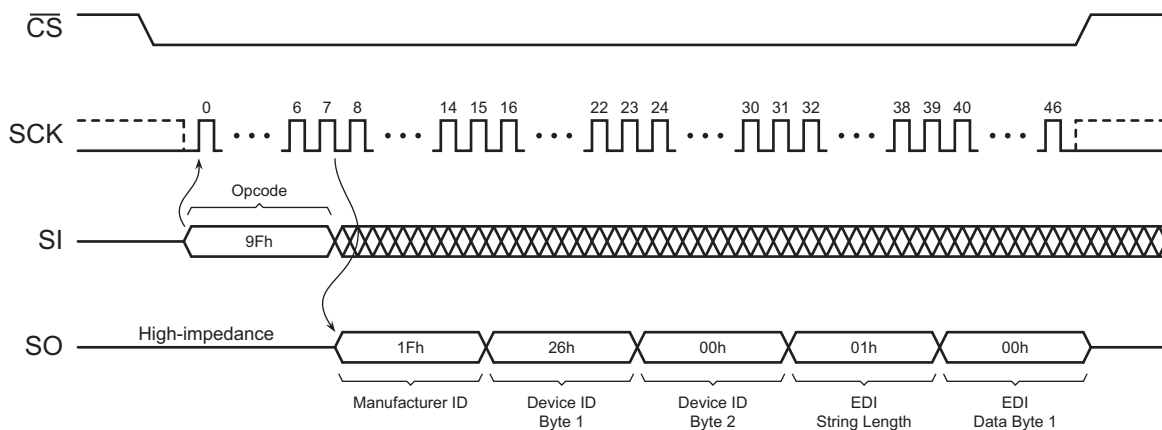 CS
0 6 7 8 14 15 16 22 23 24 30 31 32 38 39 40 46
SCK
Opcode
SI
9Fh
High-impedance
SO
1Fh 26h 00h 01h 00h
Manufacturer ID Device ID Device ID EDI EDI
Byte 1 Byte 2 String Length Data Byte 1